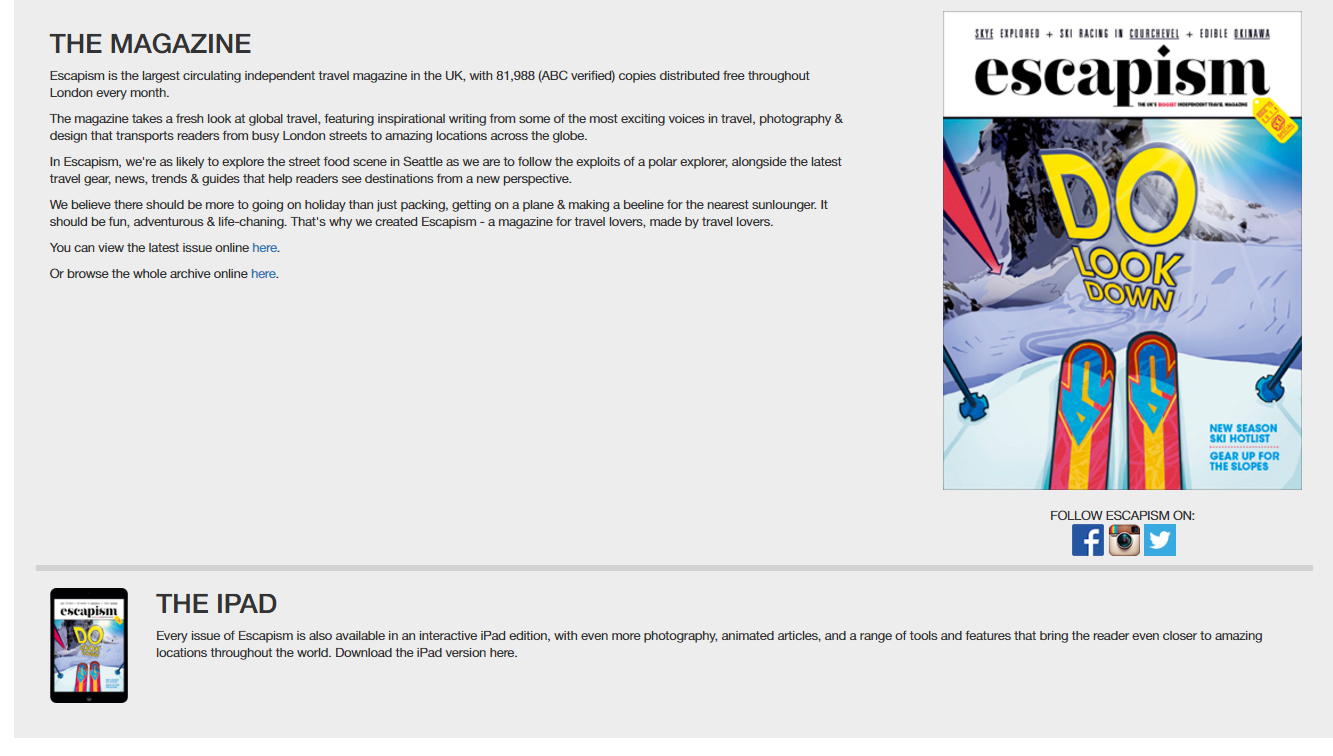 THE MAGAZINE
Escapism is the largest circulating independent travel magazine in the UK, with 81,988 (ABC verified) copies distributed free throughout
London every month.
The magazine takes a fresh look at global travel, featuring inspirational writing from some of the most exciting voices in travel, photography &
design that transports readers from busy London streets to amazing locations across the globe.
In Escapism, we're as likely to explore the street food scene in Seattle as we are to follow the exploits of a polar explorer, alongside the latest
travel gear, news, trends & guides that help readers see destinations from a new perspective.
We believe there should be more to going on holiday than just packing, getting on a plane & making a beeline for the nearest sunlounger. It
should be fun, adventurous & life-chaning. That's why we created Escapism - a magazine for travel lovers, made by travel lovers.
You can view the latest issue online here.
Or browse the whole archive online here.
SKYE EXPLORED + SKI RACING IN COURCHEVEL + EDIBLE OKINAWA
escapism
THE UK'S BIGGEST INDEPENDENT TRAVEL MAGAZINE
DO
LOOK
DOWN
NEW SEASON
SKI HOTLIST
GEAR UP FOR
THE SLOPES
FOLLOW ESCAPISM ON:
escapism
DO
LOOK
DOWN
THE IPAD
Every issue of Escapism is also available in an interactive iPad edition, with even more photography, animated articles, and a range of tools and features that bring the reader even closer to amazing
locations throughout the world. Download the iPad version here.